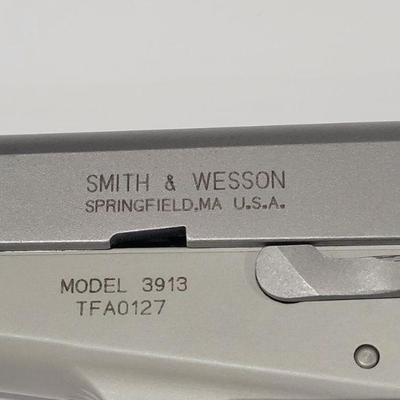 SMITH & WESSON
SPRINGFIELD, MA U.S.A.
MODEL 3913
TFA0127